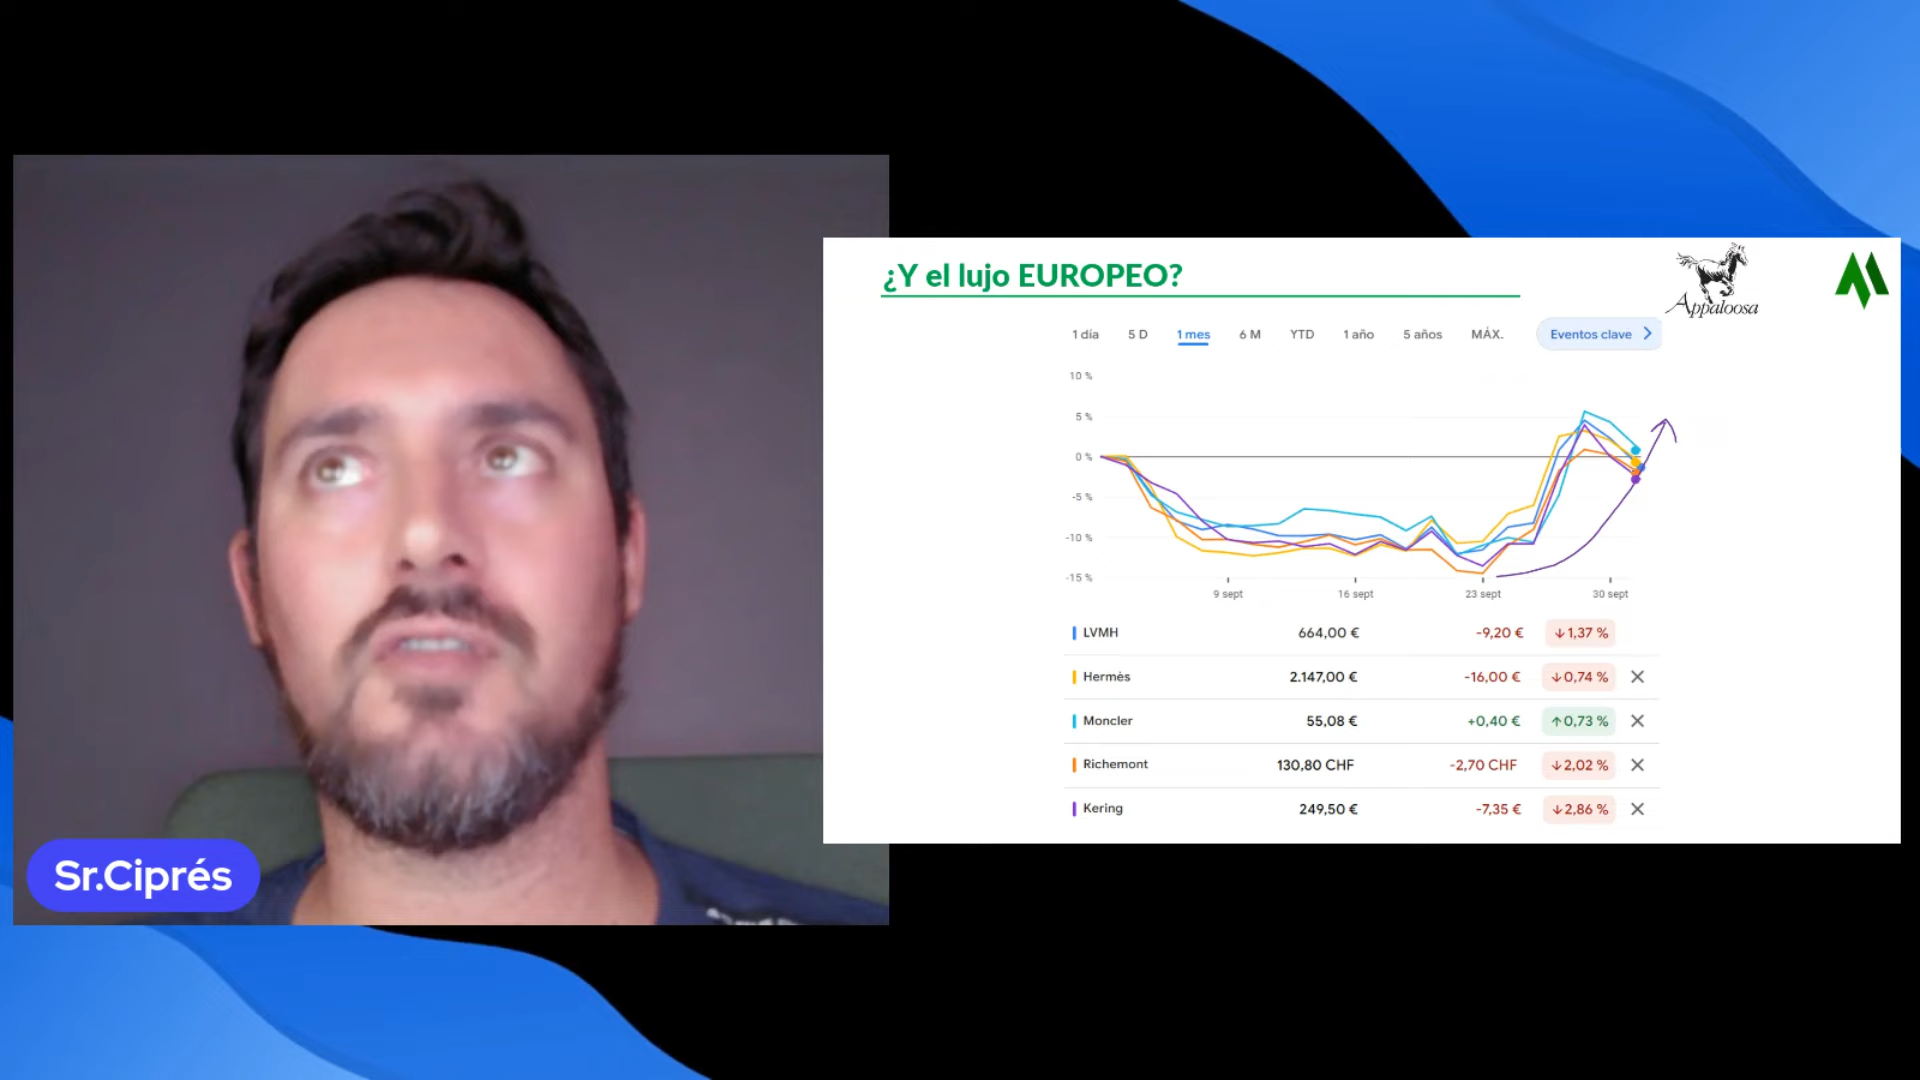 ¿Y el lujo EUROPEO?
Appaloosa
1 día 5 D 1 mes 6 M YTD 1 año 5 años MÁX. Eventos clave
10 %
5 %
0 %
-5 %
-10 %
-15 %
9 sept 16 sept 23 sept 30 sept
LVMH 664,00 € -9,20 € ↓1,37 %
Hermès 2.147,00 € -16,00 € ↓0,74 %
Moncler 55,08 € +0,40 € ↑0,73 %
Richemont 130,80 CHF -2,70 CHF ↓2,02 %
Kering 249,50 € -7,35 € ↓2,86 %
Sr.Ciprés